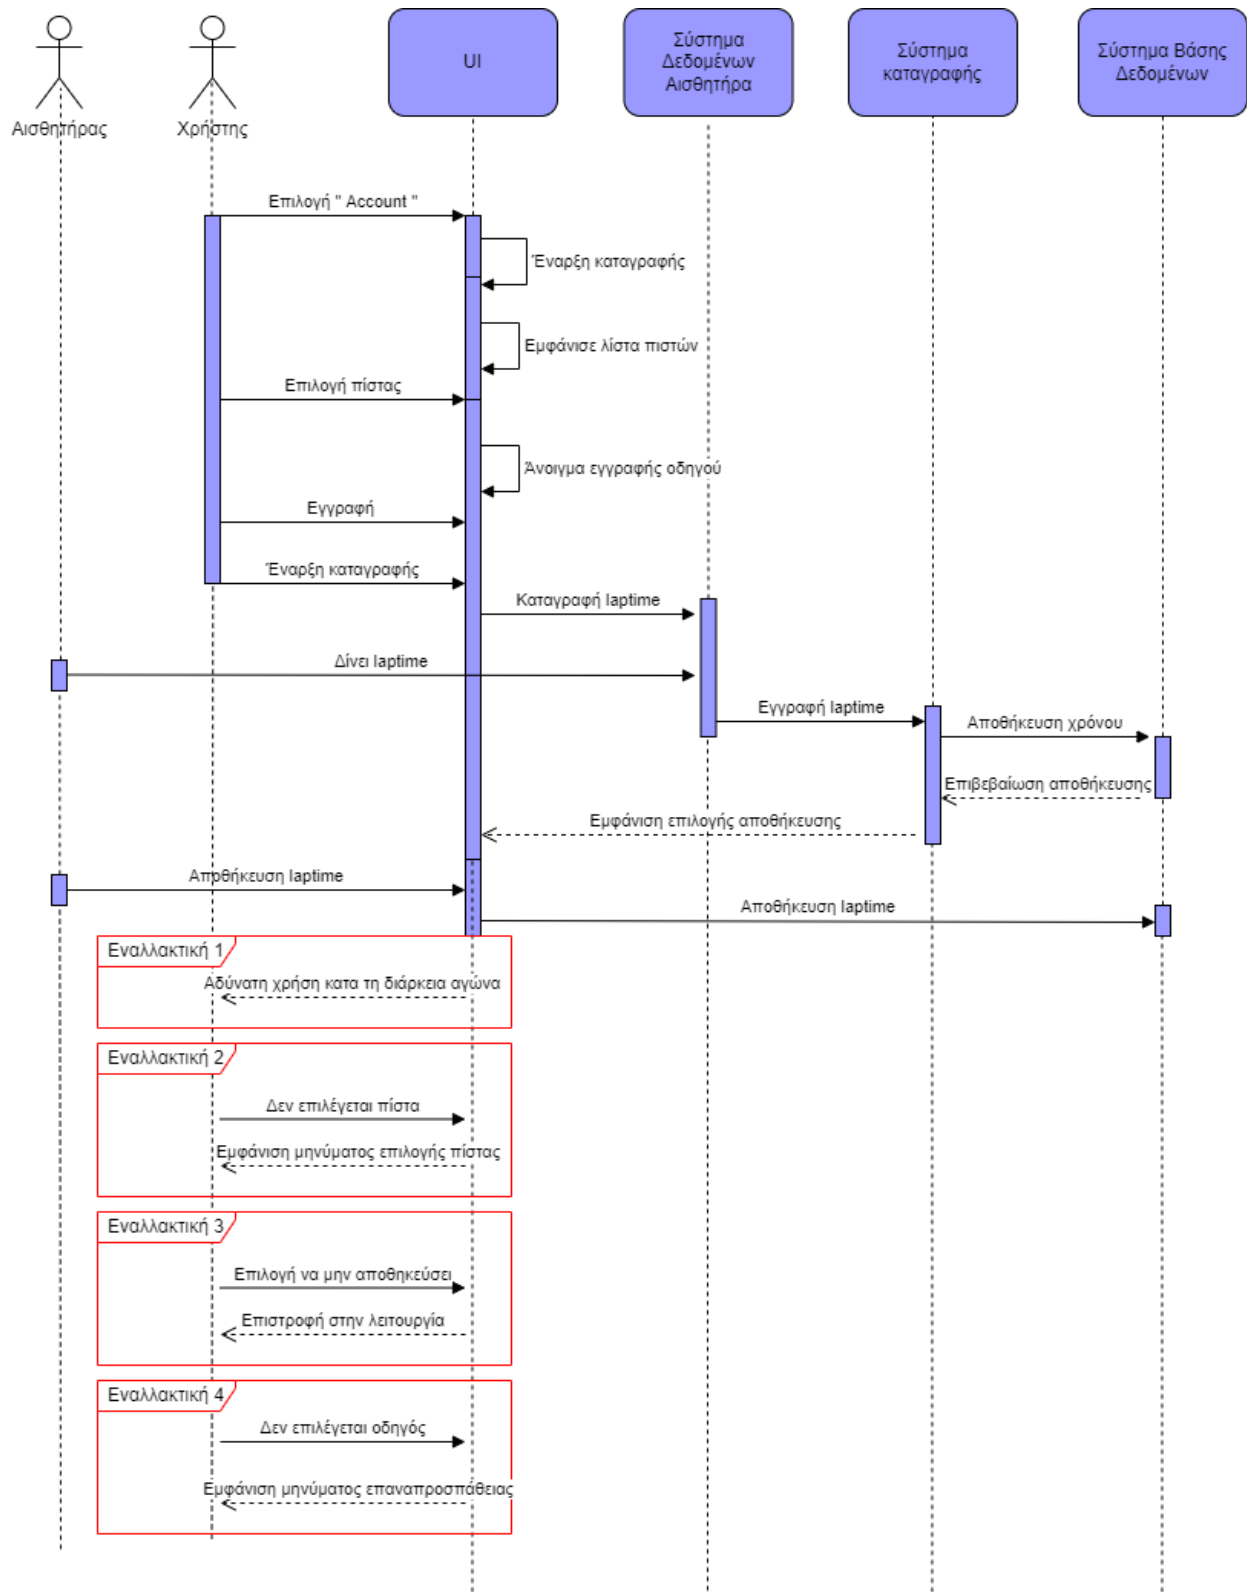 Αισθητήρας
Χρήστης
UI
Σύστημα
Δεδομένων
Αισθητήρα
Σύστημα
καταγραφής
Σύστημα Βάσης
Δεδομένων
Επιλογή " Account "
Έναρξη καταγραφής
Εμφάνισε λίστα πιστών
Επιλογή πίστας
Άνοιγμα εγγραφής οδηγού
Εγγραφή
Έναρξη καταγραφής
Καταγραφή laptime
Δίνει laptime
Εγγραφή laptime
Αποθήκευση χρόνου
Επιβεβαίωση αποθήκευσης
Εμφάνιση επιλογής αποθήκευσης
Αποθήκευση laptime
Αποθήκευση laptime
Εναλλακτική 1
Αδύνατη χρήση κατα τη διάρκεια αγώνα
Εναλλακτική 2
Δεν επιλέγεται πίστα
Εμφάνιση μηνύματος επιλογής πίστας
Εναλλακτική 3
Επιλογή να μην αποθηκεύσει
Επιστροφή στην λειτουργία
Εναλλακτική 4
Δεν επιλέγεται οδηγός
Εμφάνιση μηνύματος επαναπροσπάθειας